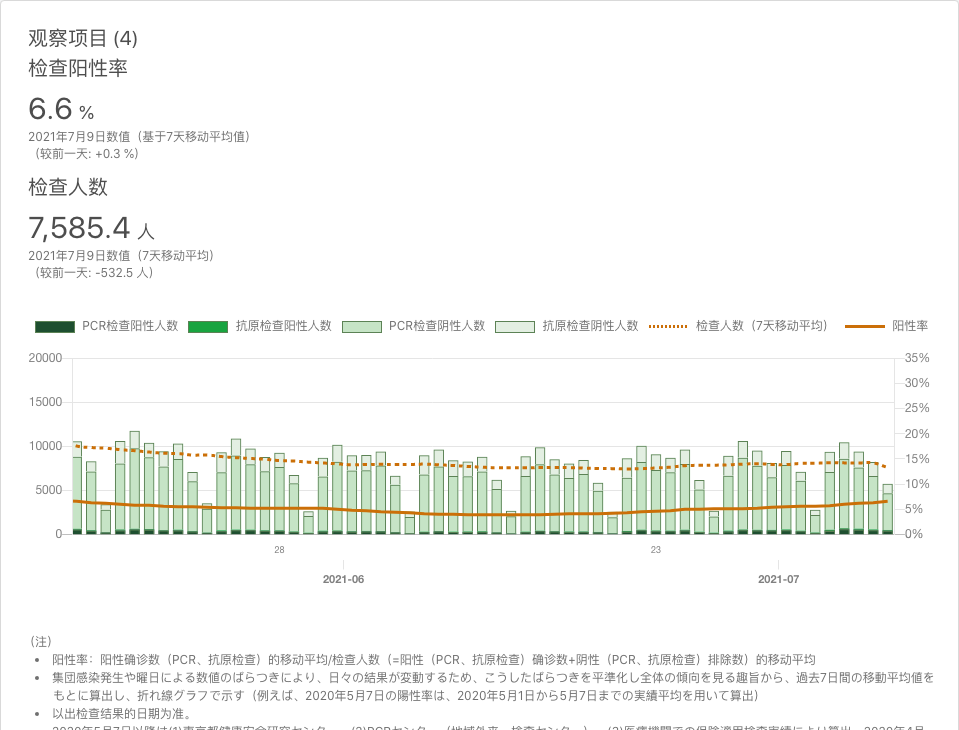 观察项目 (4)
检查阳性率
6.6 %
2021年7月9日数值（基于7天移动平均值）
（较前一天: +0.3 %）
检查人数
7,585.4 人
2021年7月9日数值（7天移动平均）
（较前一天: -532.5 人）
PCR检查阳性人数 抗原检查阳性人数 PCR检查阴性人数 抗原检查阴性人数 检查人数（7天移动平均） 阳性率
20000 35%
30%
15000
25%
10000 20%
15%
5000 10%
5%
0 0%
28 23
2021-06 2021-07
（注）
• 阳性率：阳性确诊数（PCR、抗原检查）的移动平均/检查人数（=阳性（PCR、抗原检查）确诊数+阴性（PCR、抗原检查）排除数）的移动平均
• 集団感染発生や曜日による数値のばらつきにより、日々の結果が変動するため、こうしたばらつきを平準化し全体の傾向を見る趣旨から、過去7日間の移動平均値を
もとに算出し、折れ線グラフで示す（例えば、2020年5月7日の陽性率は、2020年5月1日から5月7日までの実績平均を用いて算出）
• 以出检查结果的日期为准。